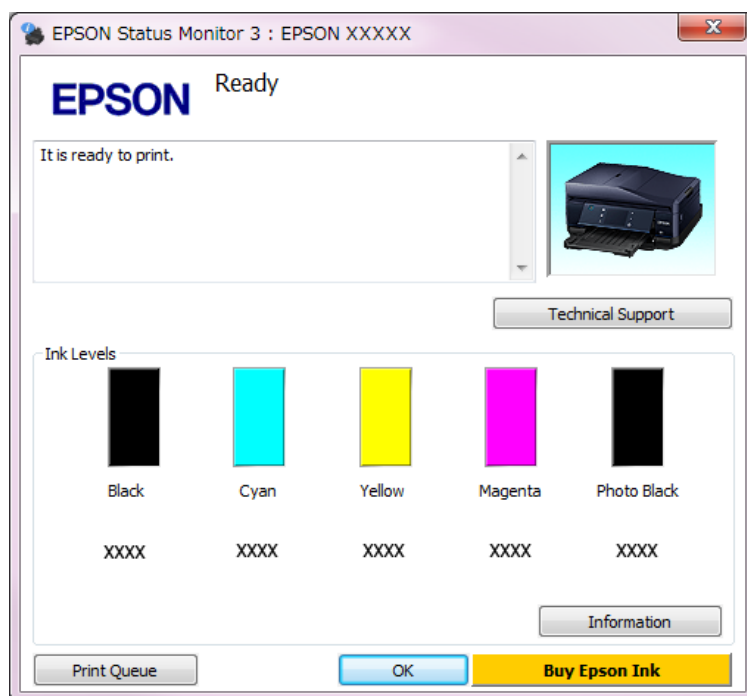 EPSON Status Monitor 3 : EPSON XXXXX
EPSON
Ready
It is ready to print.
Technical Support
Ink Levels
Black Cyan Yellow Magenta Photo Black
XXXX XXXX XXXX XXXX XXXX
Information
Print Queue OK Buy Epson Ink